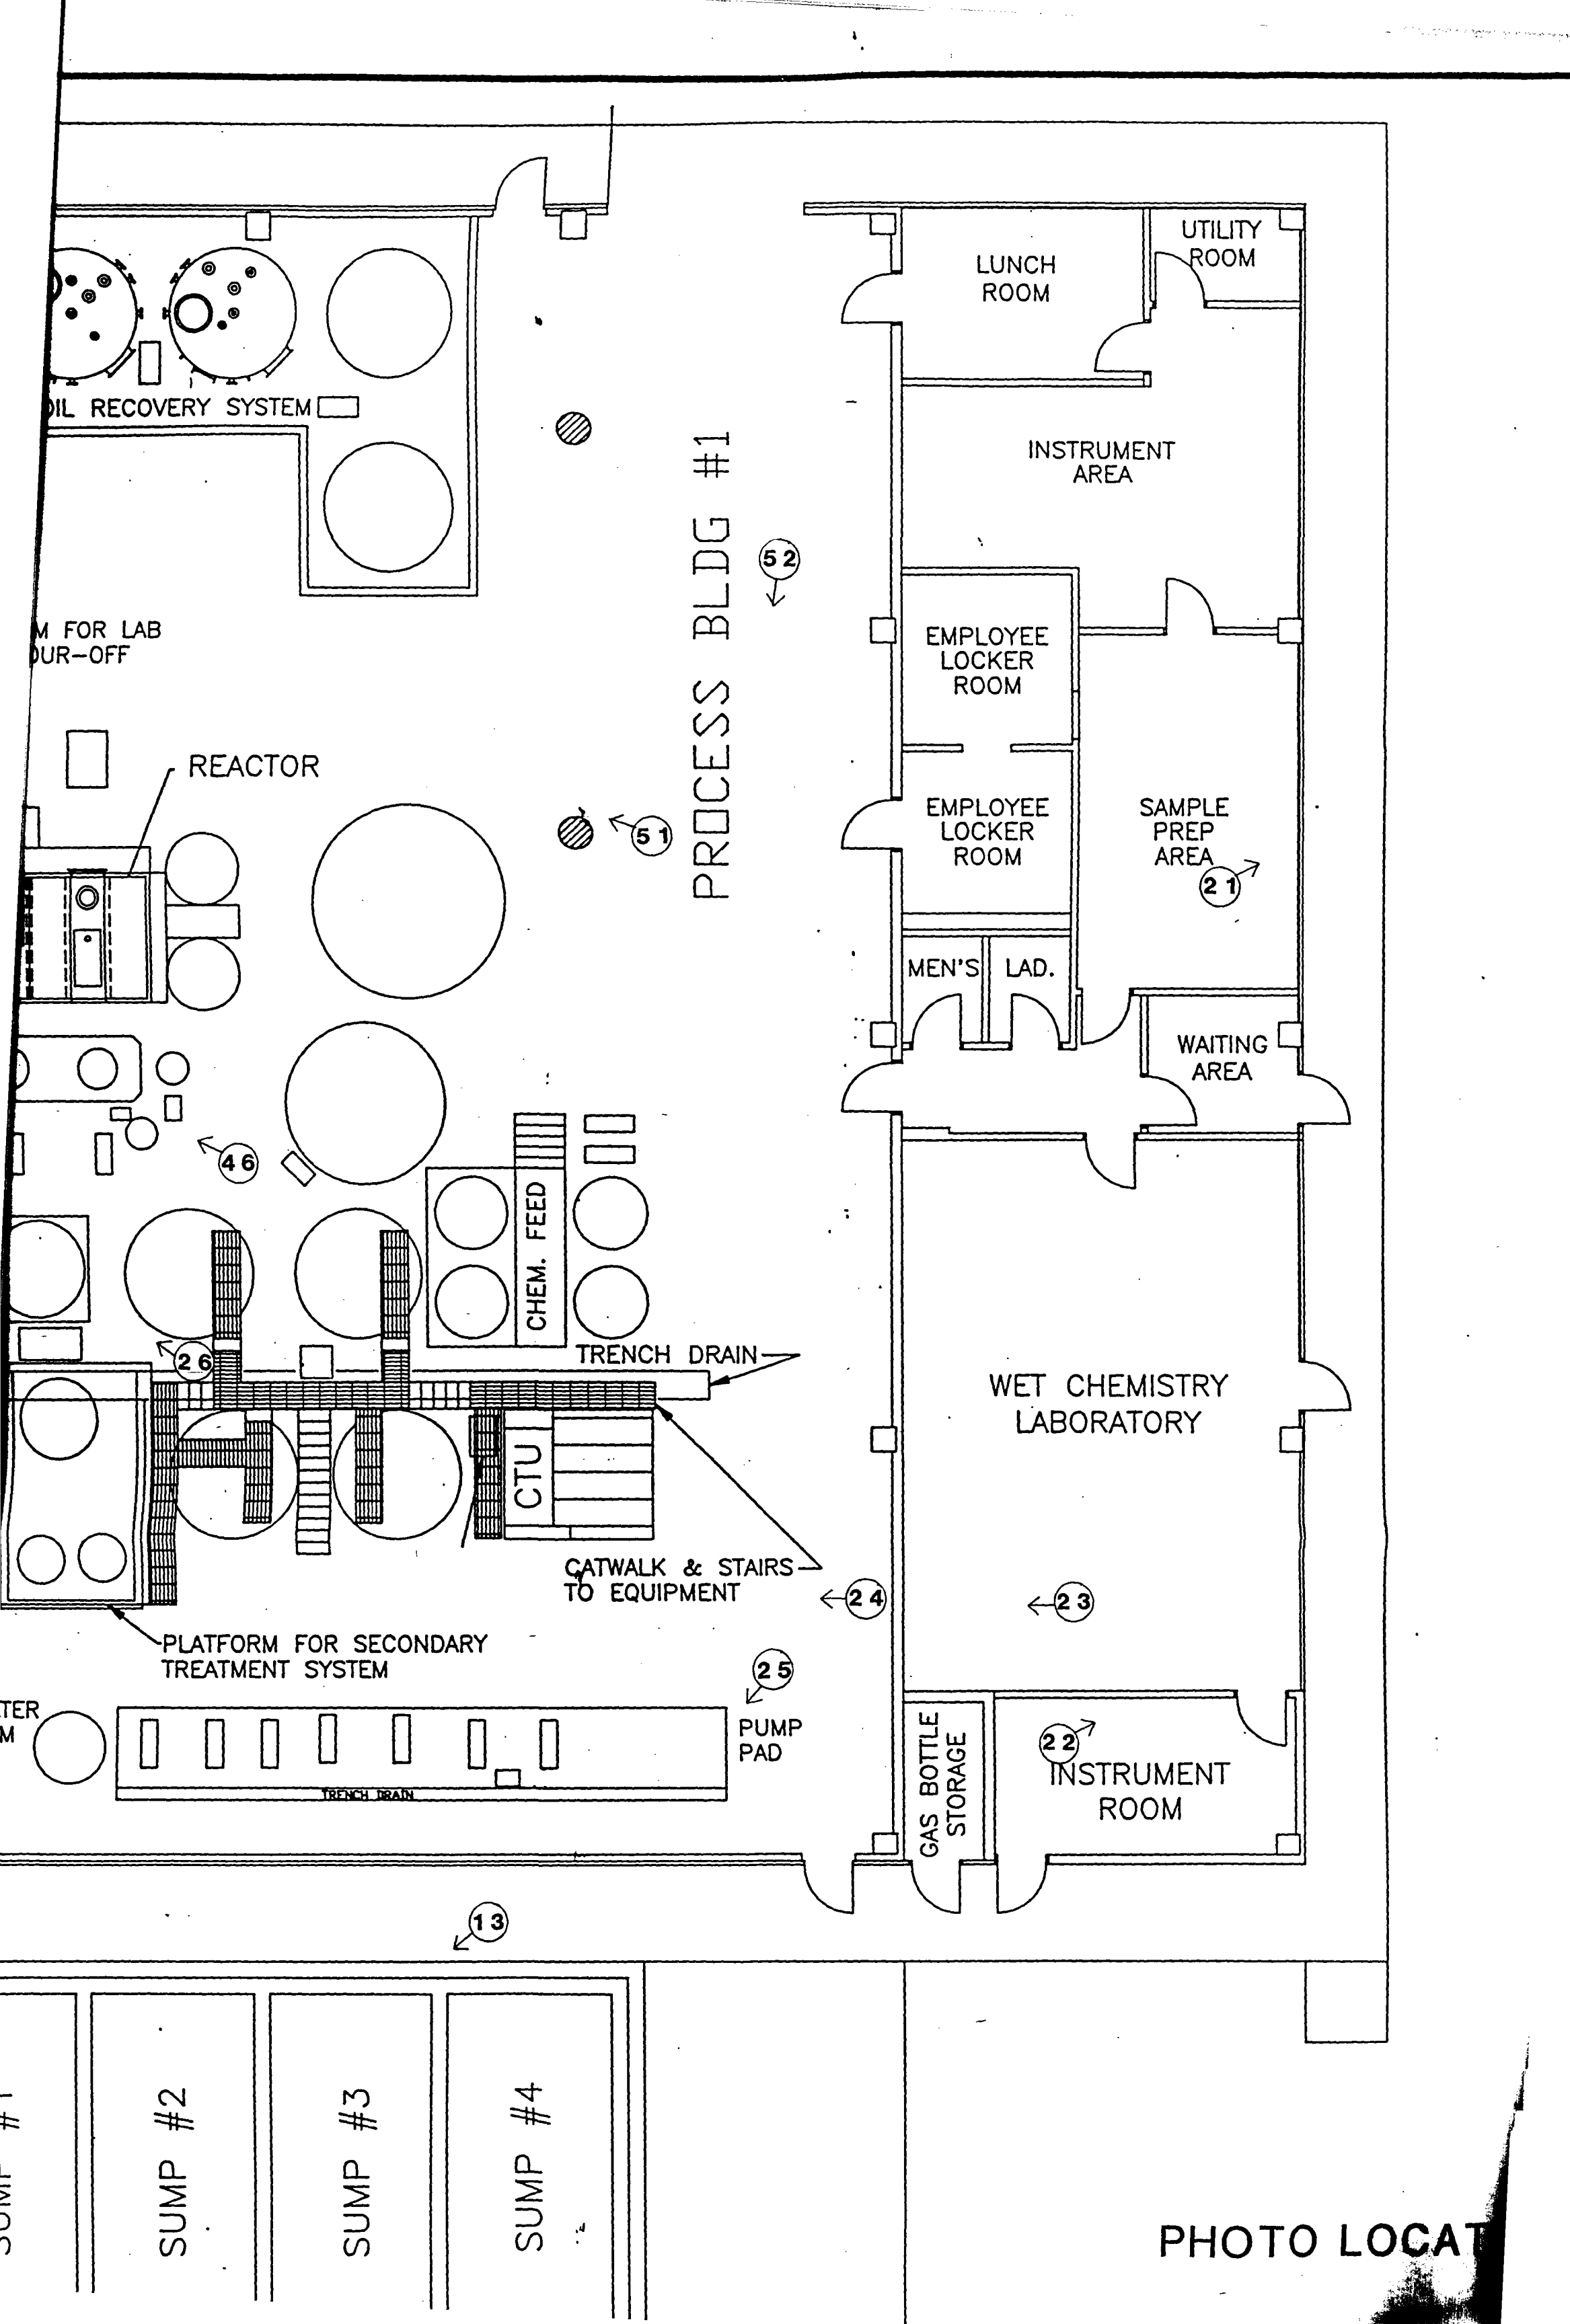 UTILITY
ROOM
LUNCH
ROOM
OIL RECOVERY SYSTEM
PROCESS BLDG #1
INSTRUMENT
AREA
52
M FOR LAB
OUR-OFF
EMPLOYEE
LOCKER
ROOM
REACTOR
51
EMPLOYEE
LOCKER
ROOM
SAMPLE
PREP
AREA
21
MEN'S
LAD.
WAITING
AREA
46
CHEM. FEED
26
TRENCH DRAIN
WET CHEMISTRY
LABORATORY
CTU
CATWALK & STAIRS
TO EQUIPMENT
24
23
PLATFORM FOR SECONDARY
TREATMENT SYSTEM
25
TER
M
PUMP
PAD
TRENCH DRAIN
GAS BOTTLE
STORAGE
22
INSTRUMENT
ROOM
13
SUMP #1
SUMP #2
SUMP #3
SUMP #4
PHOTO LOCAT